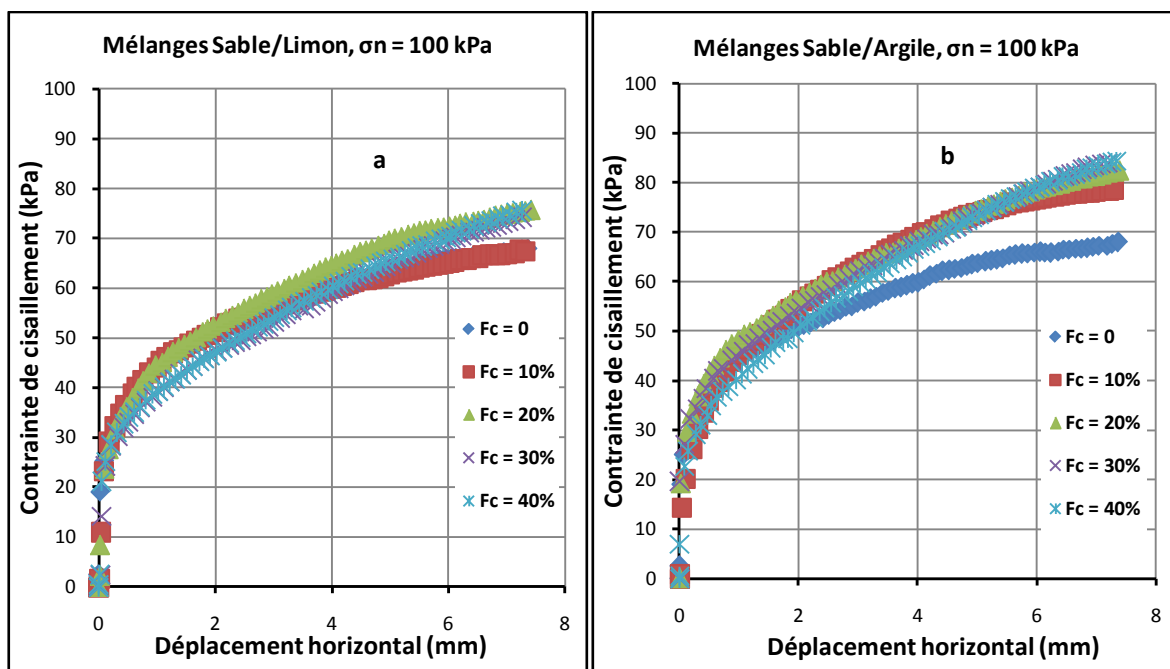 Mélanges Sable/Limon, σn = 100 kPa
a
Contrainte de cisaillement (kPa)
100
90
80
70
60
50
40
30
20
10
0
0 2 4 6 8
Déplacement horizontal (mm)
Fc = 0
Fc = 10%
Fc = 20%
Fc = 30%
Fc = 40%
Mélanges Sable/Argile, σn = 100 kPa
b
Contrainte de cisaillement (kPa)
100
90
80
70
60
50
40
30
20
10
0
0 2 4 6 8
Déplacement horizontal (mm)
Fc = 0
Fc = 10%
Fc = 20%
Fc = 30%
Fc = 40%